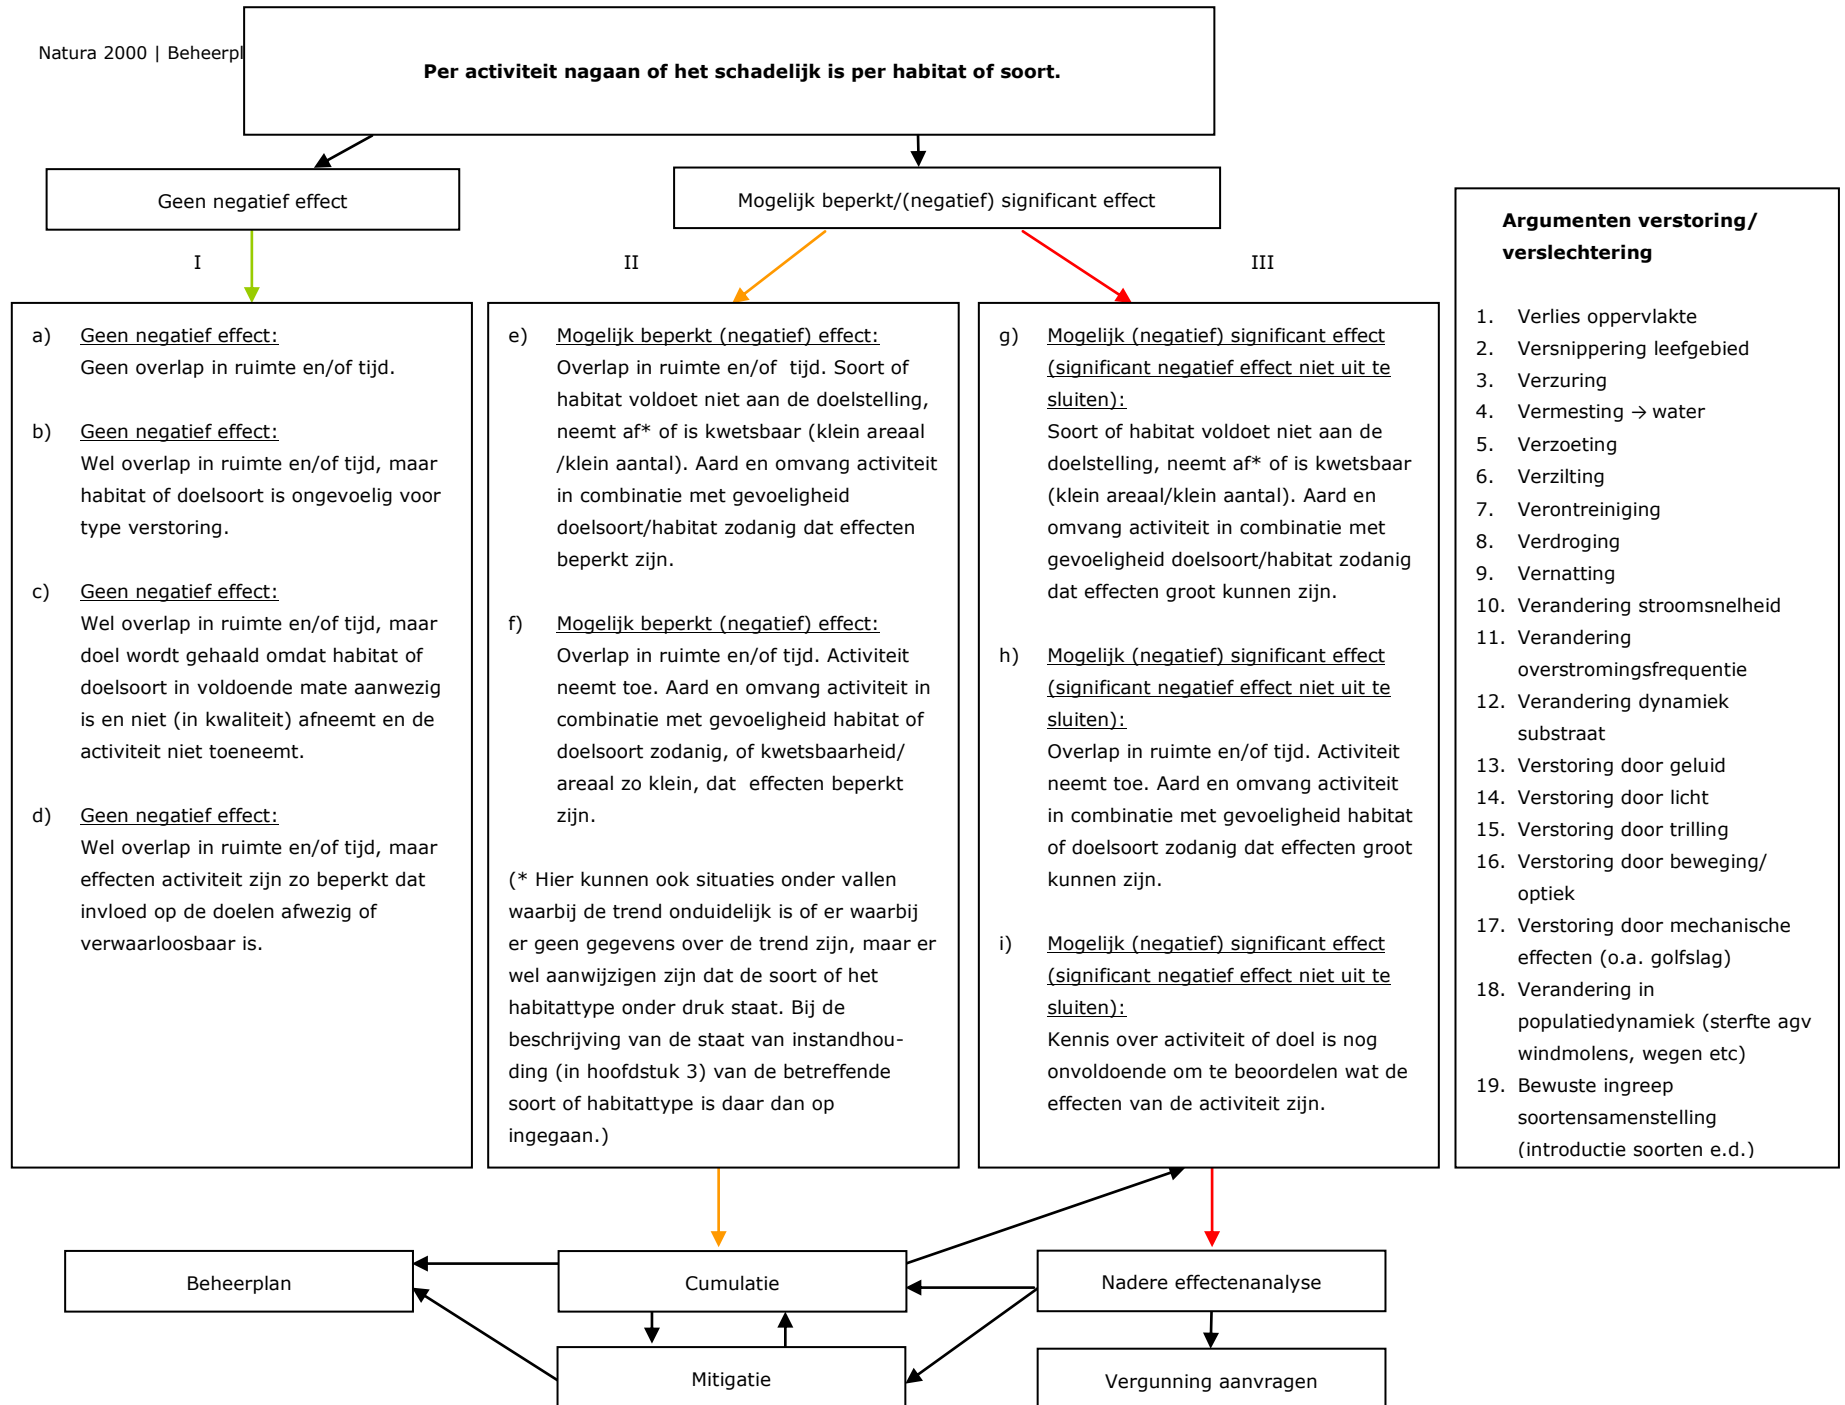 Natura 2000 | Beheerpl
Per activiteit nagaan of het schadelijk is per habitat of soort.
Geen negatief effect
Mogelijk beperkt/(negatief) significant effect
I
II
III
a) Geen negatief effect:
Geen overlap in ruimte en/of tijd.
b) Geen negatief effect:
Wel overlap in ruimte en/of tijd, maar
habitat of doelsoort is ongevoelig voor
type verstoring.
c) Geen negatief effect:
Wel overlap in ruimte en/of tijd, maar
doel wordt gehaald omdat habitat of
doelsoort in voldoende mate aanwezig
is en niet (in kwaliteit) afneemt en de
activiteit niet toeneemt.
d) Geen negatief effect:
Wel overlap in ruimte en/of tijd, maar
effecten activiteit zijn zo beperkt dat
invloed op de doelen afwezig of
verwaarloosbaar is.
e) Mogelijk beperkt (negatief) effect:
Overlap in ruimte en/of tijd. Soort of
habitat voldoet niet aan de doelstelling,
neemt af* of is kwetsbaar (klein areaal
/klein aantal). Aard en omvang activiteit
in combinatie met gevoeligheid
doelsoort/habitat zodanig dat effecten
beperkt zijn.
f) Mogelijk beperkt (negatief) effect:
Overlap in ruimte en/of tijd. Activiteit
neemt toe. Aard en omvang activiteit in
combinatie met gevoeligheid habitat of
doelsoort zodanig, of kwetsbaarheid/
areaal zo klein, dat effecten beperkt
zijn.
(* Hier kunnen ook situaties onder vallen
waarbij de trend onduidelijk is of er waarbij
er geen gegevens over de trend zijn, maar er
wel aanwijzigen zijn dat de soort of het
habitattype onder druk staat. Bij de
beschrijving van de staat van instandhou-
ding (in hoofdstuk 3) van de betreffende
soort of habitattype is daar dan op
ingegaan.)
g) Mogelijk (negatief) significant effect
(significant negatief effect niet uit te
sluiten):
Soort of habitat voldoet niet aan de
doelstelling, neemt af* of is kwetsbaar
(klein areaal/klein aantal). Aard en
omvang activiteit in combinatie met
gevoeligheid doelsoort/habitat zodanig
dat effecten groot kunnen zijn.
h) Mogelijk (negatief) significant effect
(significant negatief effect niet uit te
sluiten):
Overlap in ruimte en/of tijd. Activiteit
neemt toe. Aard en omvang activiteit
in combinatie met gevoeligheid habitat
of doelsoort zodanig dat effecten groot
kunnen zijn.
i) Mogelijk (negatief) significant effect
(significant negatief effect niet uit te
sluiten):
Kennis over activiteit of doel is nog
onvoldoende om te beoordelen wat de
effecten van de activiteit zijn.
Argumenten verstoring/
verslechtering
1. Verlies oppervlakte
2. Versnippering leefgebied
3. Verzuring
4. Vermesting → water
5. Verzoeting
6. Verzilting
7. Verontreiniging
8. Verdroging
9. Vernatting
10. Verandering stroomsnelheid
11. Verandering
overstromingsfrequentie
12. Verandering dynamiek
substraat
13. Verstoring door geluid
14. Verstoring door licht
15. Verstoring door trilling
16. Verstoring door beweging/
optiek
17. Verstoring door mechanische
effecten (o.a. golfslag)
18. Verandering in
populatiedynamiek (sterfte agv
windmolens, wegen etc)
19. Bewuste ingreep
soortensamenstelling
(introductie soorten e.d.)
Beheerplan
Cumulatie
Nadere effectenanalyse
Mitigatie
Vergunning aanvragen